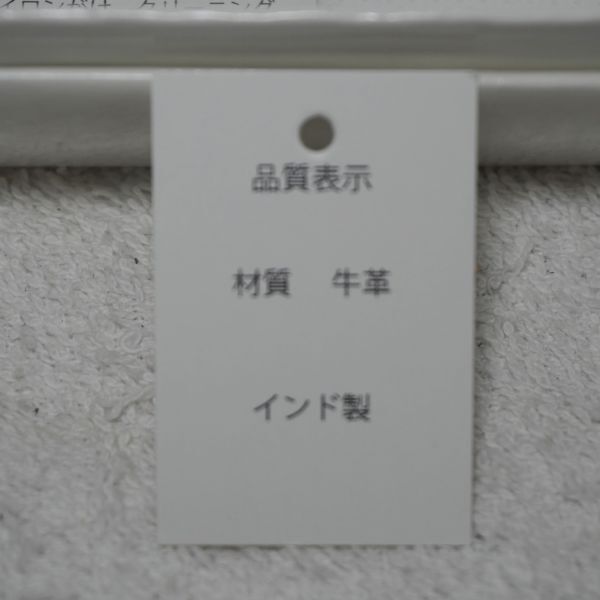 品質表示
材質　牛革
インド製